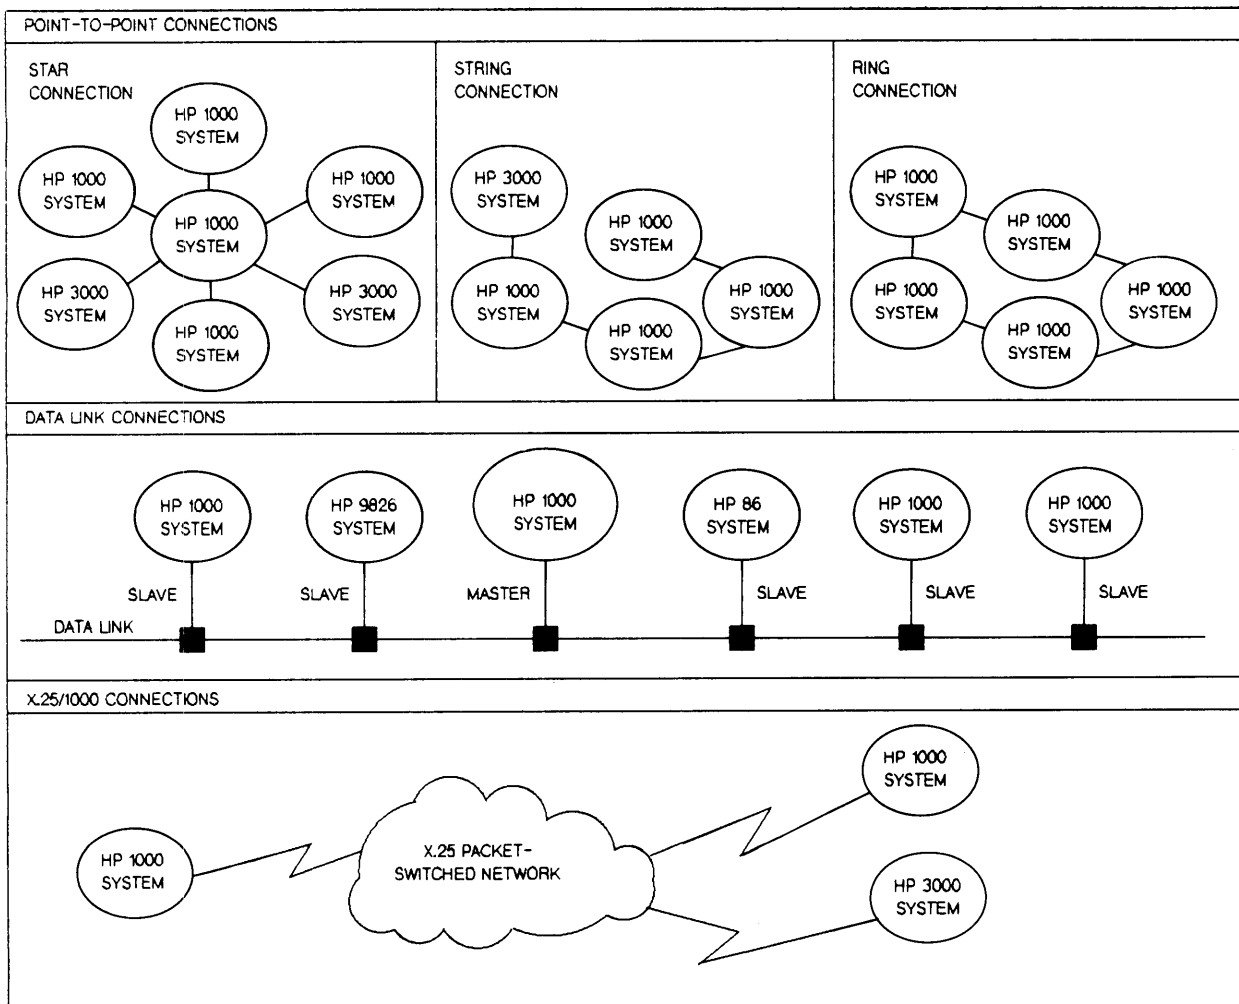 POINT-TO-POINT CONNECTIONS
STAR
CONNECTION
HP 1000
SYSTEM
HP 1000
SYSTEM
HP 1000
SYSTEM
HP 1000
SYSTEM
HP 3000
SYSTEM
HP 3000
SYSTEM
HP 1000
SYSTEM
STRING
CONNECTION
HP 3000
SYSTEM
HP 1000
SYSTEM
HP 1000
SYSTEM
HP 1000
SYSTEM
HP 1000
SYSTEM
RING
CONNECTION
HP 1000
SYSTEM
HP 1000
SYSTEM
HP 1000
SYSTEM
HP 1000
SYSTEM
HP 1000
SYSTEM
DATA LINK CONNECTIONS
HP 1000
SYSTEM
HP 9826
SYSTEM
HP 1000
SYSTEM
HP 86
SYSTEM
HP 1000
SYSTEM
HP 1000
SYSTEM
SLAVE
SLAVE
MASTER
SLAVE
SLAVE
SLAVE
DATA LINK
X.25/1000 CONNECTIONS
HP 1000
SYSTEM
X.25 PACKET-
SWITCHED NETWORK
HP 1000
SYSTEM
HP 3000
SYSTEM